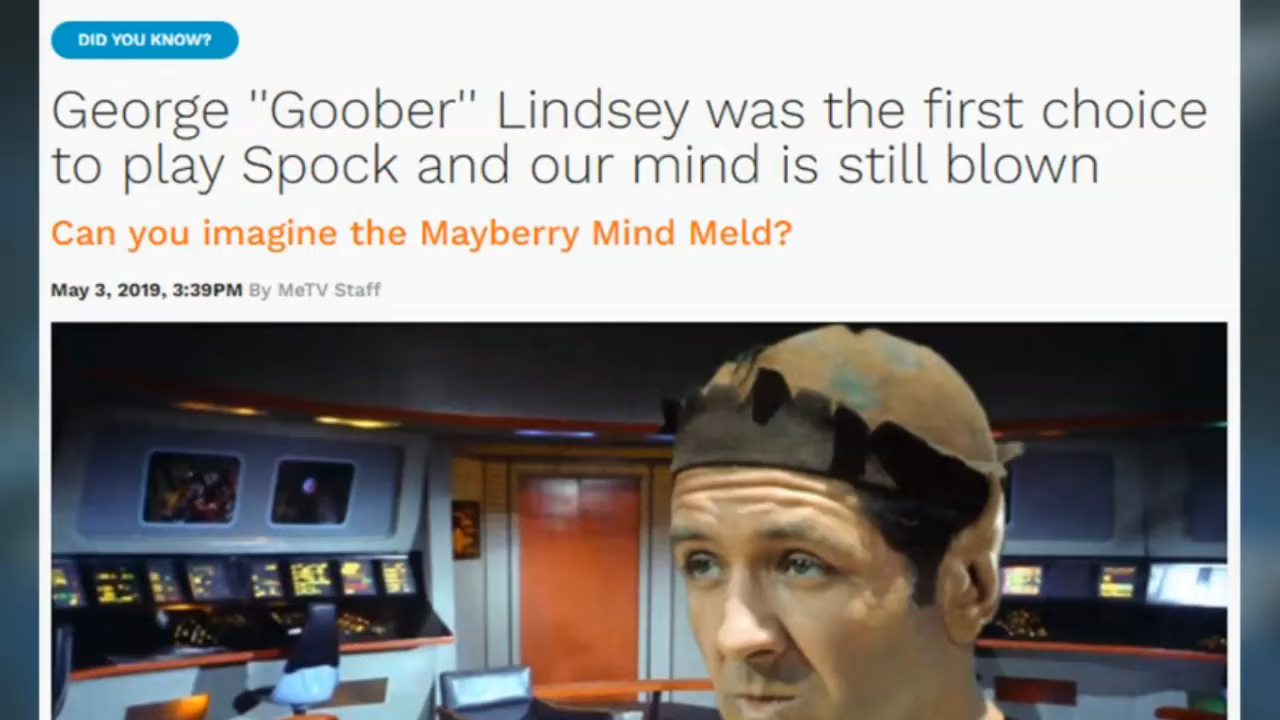 DID YOU KNOW?
George "Goober" Lindsey was the first choice
to play Spock and our mind is still blown
Can you imagine the Mayberry Mind Meld?
May 3, 2019, 3:39PM By MeTV Staff